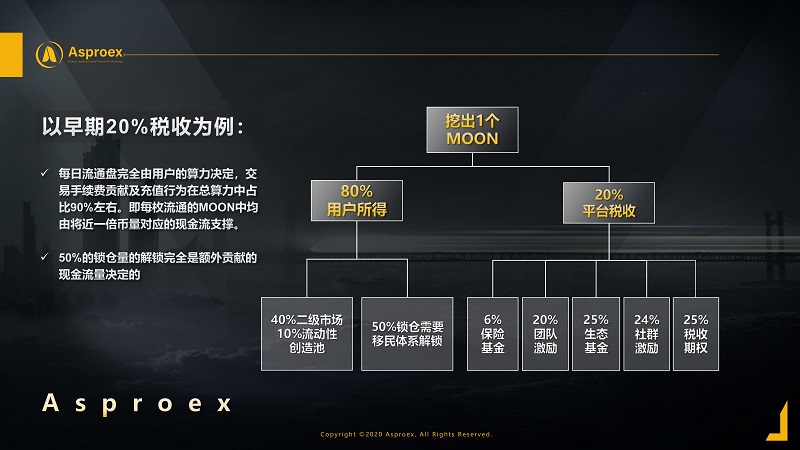 Asproex
以早期20%税收为例：
每日流通盘完全由用户的算力决定，交
易手续费贡献及充值行为在总算力中占
比90%左右。即每枚流通的MOON中均
由将近一倍币量对应的现金流支撑。
50%的锁仓量的解锁完全是额外贡献的
现金流量决定的
挖出1个
MOON
80%
用户所得
20%
平台税收
40%二级市场
10%流动性
创造池
50%锁仓需要
移民体系解锁
6%
保险
基金
20%
团队
激励
25%
生态
基金
24%
社群
激励
25%
税收
期权
Asproex
Copyright ©2020 Asproex, All Rights Reserved.